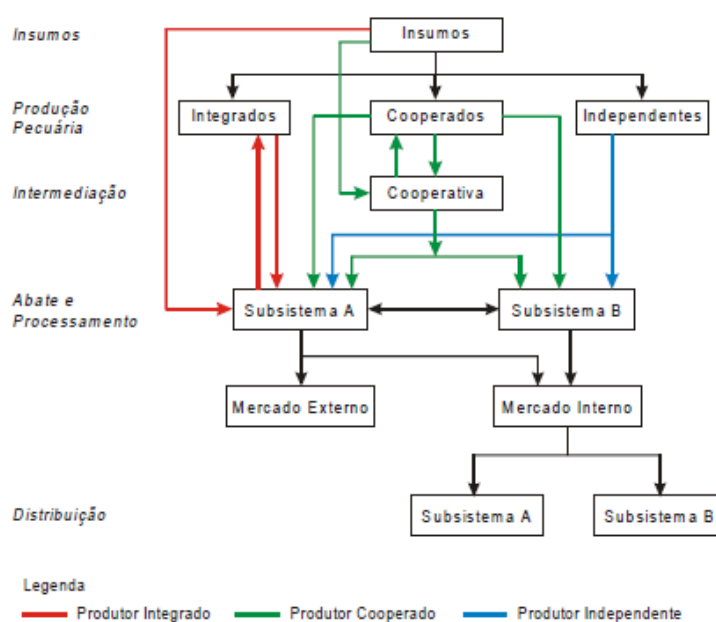 Insumos
Insumos
Produção
Pecuária
Integrados
Cooperados
Independentes
Intermediação
Cooperativa
Abate e
Processamento
Subsistema A
Subsistema B
Mercado Externo
Mercado Interno
Distribuição
Subsistema A
Subsistema B
Legenda
Produtor Integrado
Produtor Cooperado
Produtor Independente